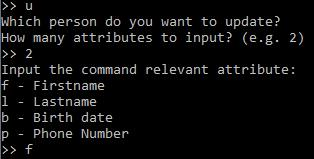 >> u
Which person do you want to update?
How many attributes to input? (e.g. 2)
>> 2
Input the command relevant attribute:
f - Firstname
l - Lastname
b - Birth date
p - Phone Number
>> f